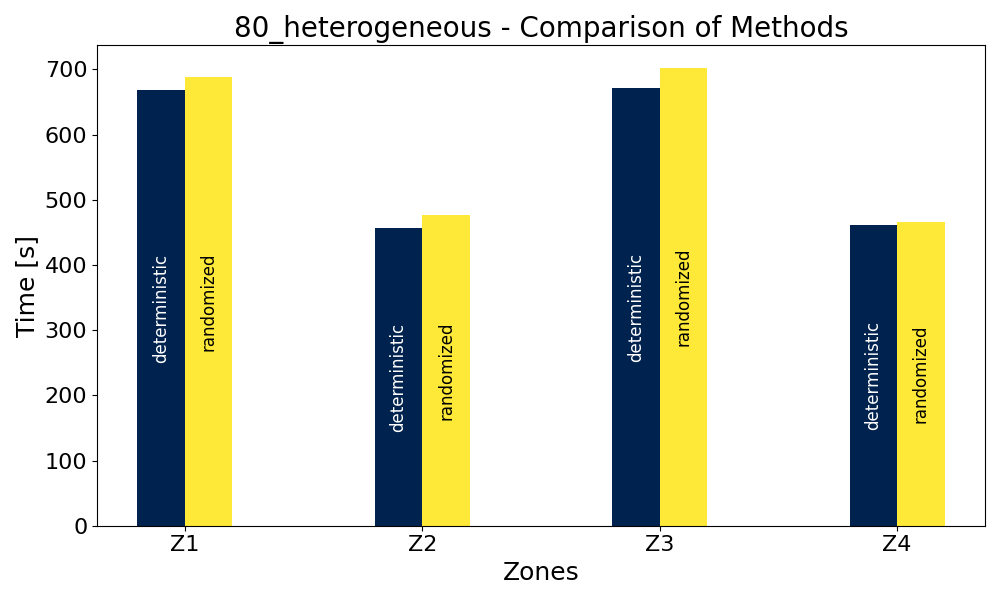 80_heterogeneous - Comparison of Methods
Time [s]
700
600
500
400
300
200
100
0
deterministic
randomized
deterministic
randomized
deterministic
randomized
deterministic
randomized
Z1
Z2
Z3
Z4
Zones